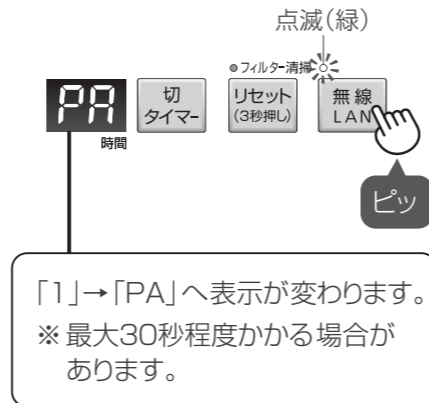 点滅(緑)
●フィルター清掃
PA
切
タイマー
リセット
(3秒押し)
無線
LAN
時間
ピッ
「1」→「PA」へ表示が変わります。
※最大30秒程度かかる場合が
あります。